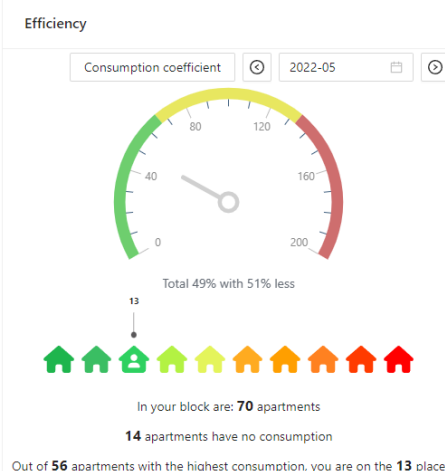 Efficiency
Consumption coefficient
2022-05
80
120
40
160
0
200
Total 49% with 51% less
13
In your block are: 70 apartments
14 apartments have no consumption
Out of 56 apartments with the highest consumption, you are on the 13 place